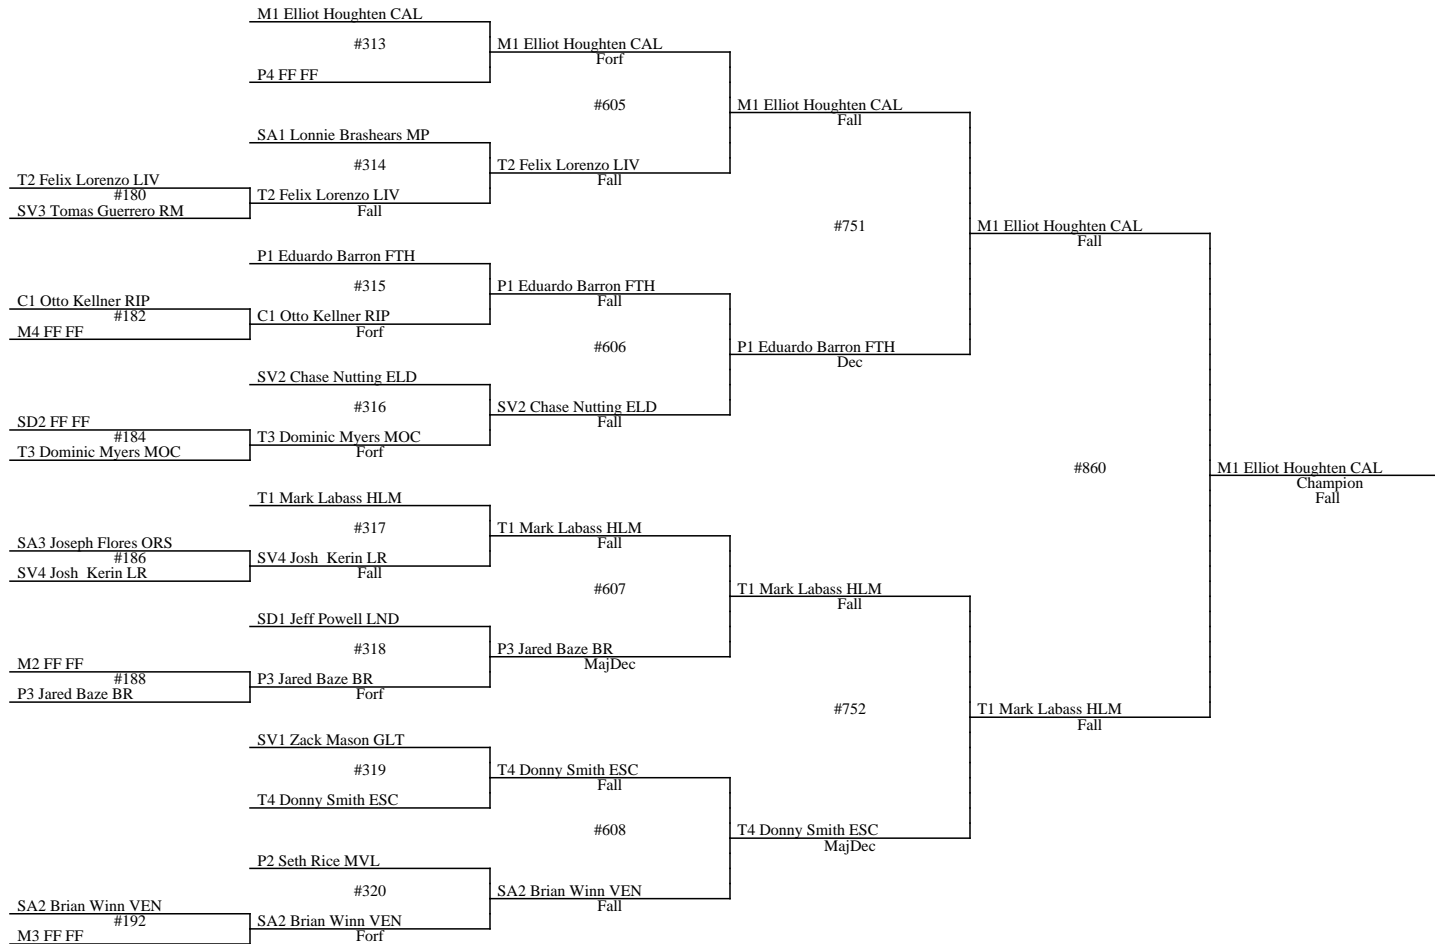 M1 Elliot Houghten CAL
#313
M1 Elliot Houghten CAL
Forf
P4 FF FF
#605
M1 Elliot Houghten CAL
Fall
SA1 Lonnie Brashears MP
#314
T2 Felix Lorenzo LIV
Fall
T2 Felix Lorenzo LIV
#180
T2 Felix Lorenzo LIV
Fall
SV3 Tomas Guerrero RM
#751
M1 Elliot Houghten CAL
Fall
P1 Eduardo Barron FTH
#315
P1 Eduardo Barron FTH
Fall
C1 Otto Kellner RIP
#182
C1 Otto Kellner RIP
Forf
M4 FF FF
#606
P1 Eduardo Barron FTH
Dec
SV2 Chase Nutting ELD
#316
SV2 Chase Nutting ELD
Fall
SD2 FF FF
#184
T3 Dominic Myers MOC
Forf
T3 Dominic Myers MOC
#860
M1 Elliot Houghten CAL
Champion
Fall
T1 Mark Labass HLM
#317
T1 Mark Labass HLM
Fall
SA3 Joseph Flores ORS
#186
SV4 Josh  Kerin LR
Fall
SV4 Josh  Kerin LR
#607
T1 Mark Labass HLM
Fall
SD1 Jeff Powell LND
#318
P3 Jared Baze BR
MajDec
M2 FF FF
#188
P3 Jared Baze BR
Forf
P3 Jared Baze BR
#752
T1 Mark Labass HLM
Fall
SV1 Zack Mason GLT
#319
T4 Donny Smith ESC
Fall
T4 Donny Smith ESC
#608
T4 Donny Smith ESC
MajDec
P2 Seth Rice MVL
#320
SA2 Brian Winn VEN
Fall
SA2 Brian Winn VEN
#192
SA2 Brian Winn VEN
Forf
M3 FF FF